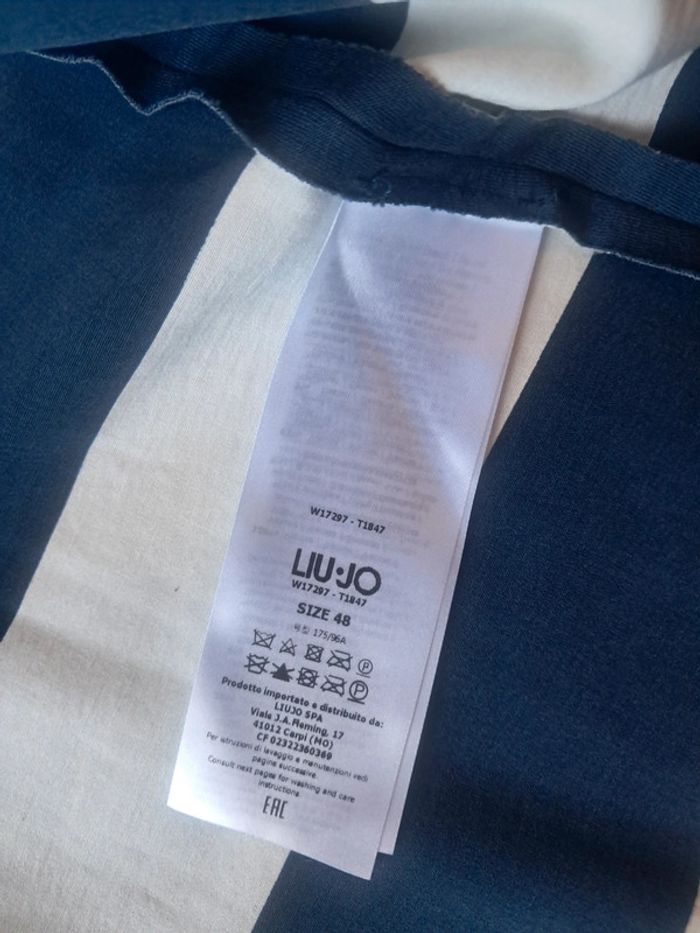 W17297 - T1847
LIU·JO
W17297 - T1847
SIZE 48
号型 175/96A
P
P
Prodotto importato e distribuito da:
LIUJO SPA
Viale J.A.Fleming, 17
41012 Carpi (MO)
CF 02322360369
Per istruzioni di lavaggio e manutenzioni vedi
pagine successive.
Consult next pages for washing and care
instructions.
EAC